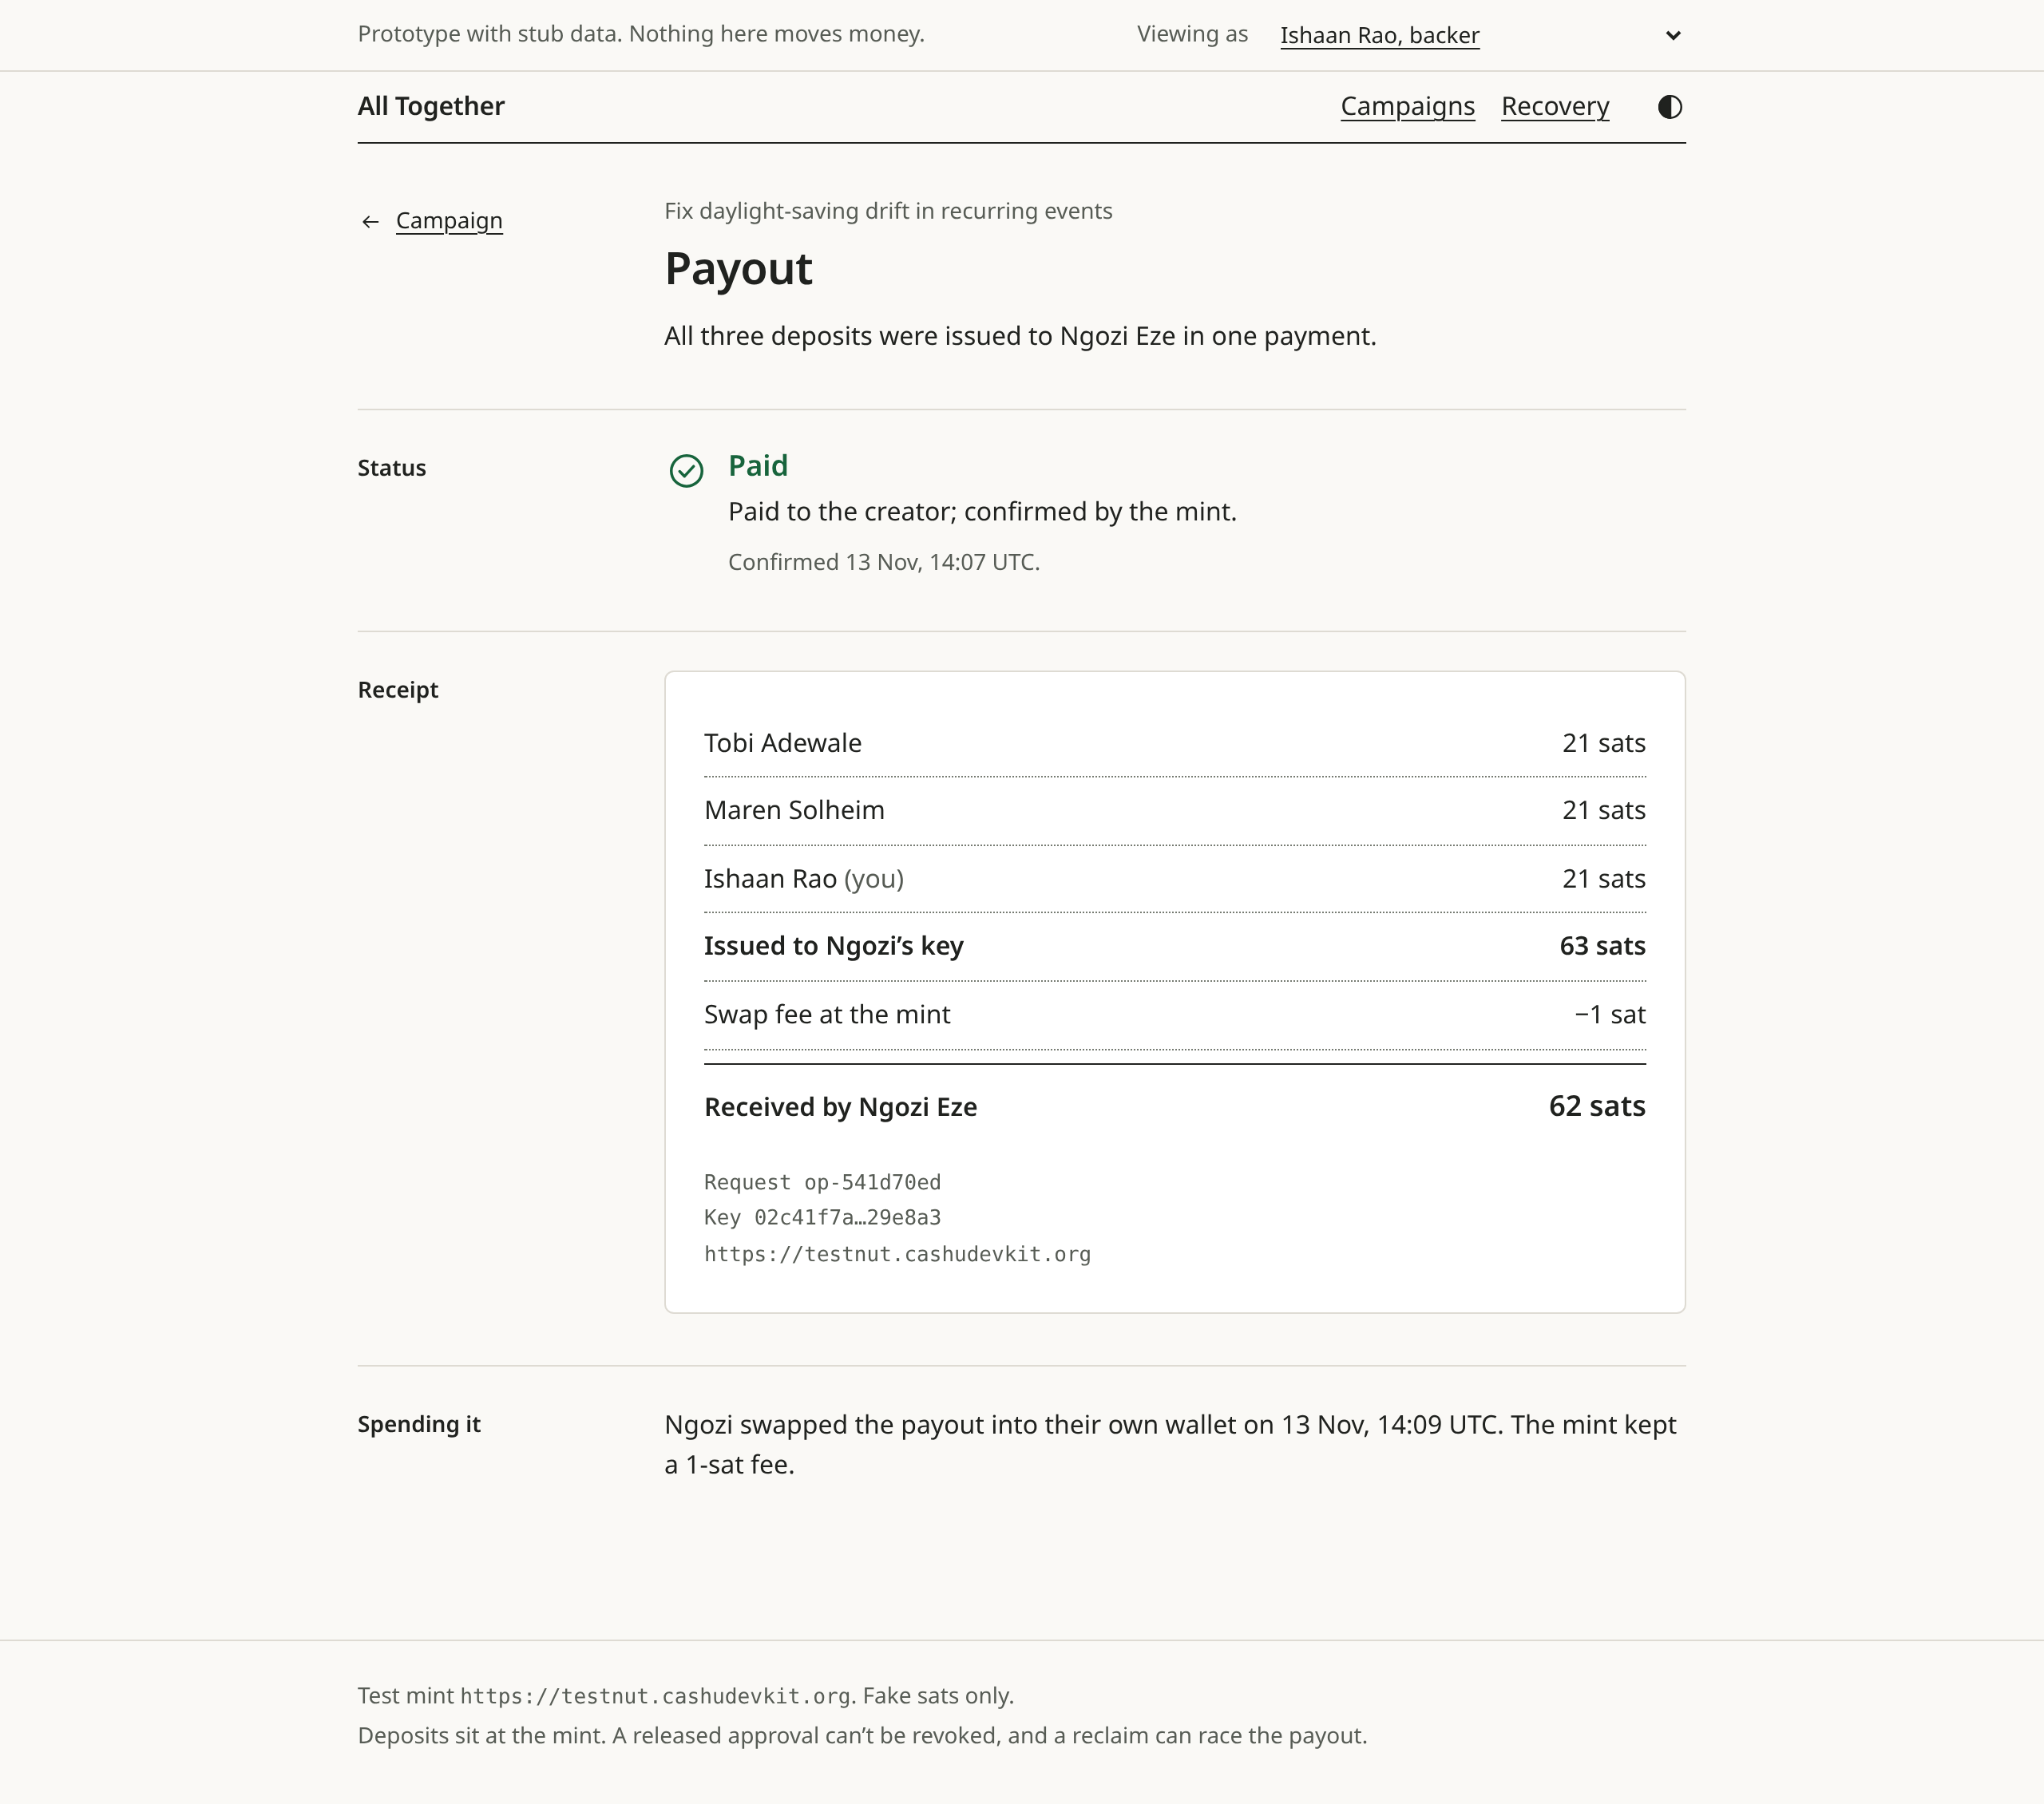 Prototype with stub data. Nothing here moves money.
Viewing as Ishaan Rao, backer
All Together
Campaigns Recovery
← Campaign
Fix daylight-saving drift in recurring events
Payout
All three deposits were issued to Ngozi Eze in one payment.
Status
Paid
Paid to the creator; confirmed by the mint.
Confirmed 13 Nov, 14:07 UTC.
Receipt
Tobi Adewale 21 sats
Maren Solheim 21 sats
Ishaan Rao (you) 21 sats
Issued to Ngozi’s key 63 sats
Swap fee at the mint −1 sat
Received by Ngozi Eze 62 sats
Request op-541d70ed
Key 02c41f7a…29e8a3
https://testnut.cashudevkit.org
Spending it
Ngozi swapped the payout into their own wallet on 13 Nov, 14:09 UTC. The mint kept
a 1-sat fee.
Test mint https://testnut.cashudevkit.org. Fake sats only.
Deposits sit at the mint. A released approval can’t be revoked, and a reclaim can race the payout.